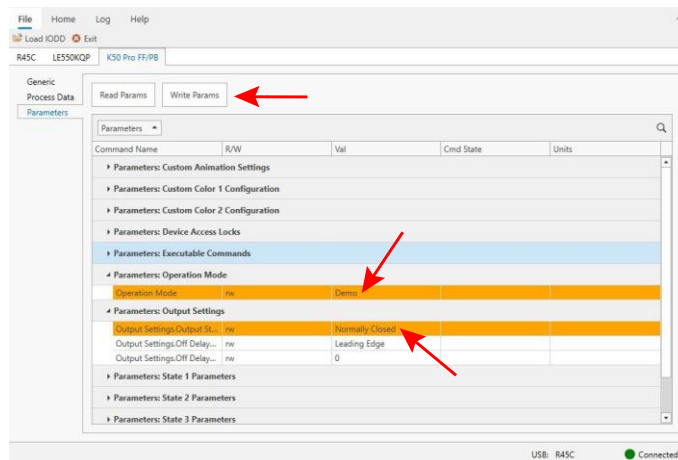 File Home Log Help
Load IODD Exit
R45C LE550KQP K50 Pro FF/PB
Generic
Process Data
Parameters
Read Params Write Params
Parameters
Command Name R/W Val Cmd State Units
Parameters: Custom Animation Settings
Parameters: Custom Color 1 Configuration
Parameters: Custom Color 2 Configuration
Parameters: Device Access Locks
Parameters: Executable Commands
Parameters: Operation Mode
Operation Mode rw Demo
Parameters: Output Settings
Output Settings.Output St... rw Normally Closed
Output Settings.Off Delay... rw Leading Edge
Output Settings.Off Delay... rw 0
Parameters: State 1 Parameters
Parameters: State 2 Parameters
Parameters: State 3 Parameters
USB: R45C Connected